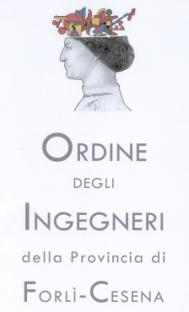 ORDINE
DEGLI
INGEGNERI
della Provincia di
FORLÌ-CESENA